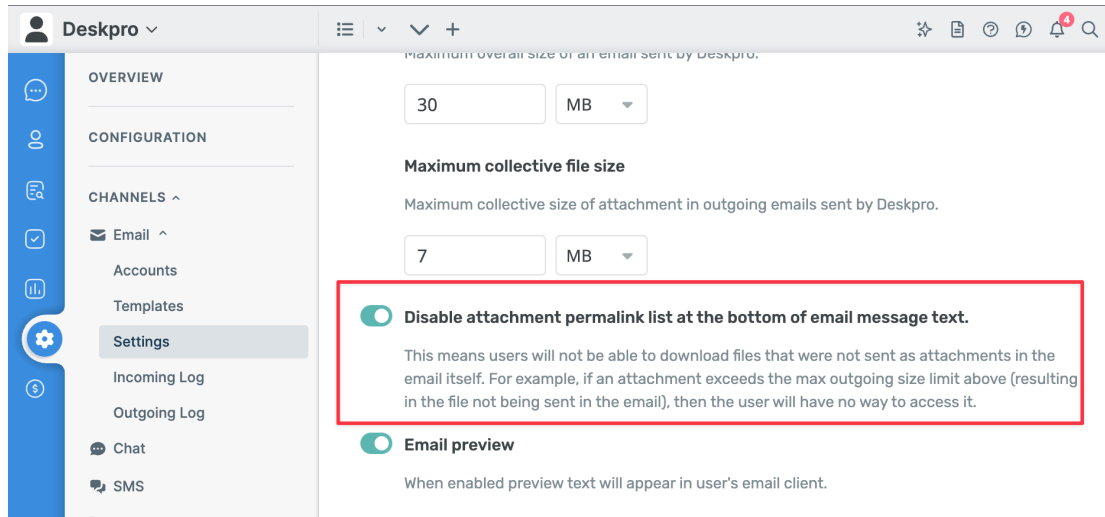 Deskpro
4
OVERVIEW
CONFIGURATION
CHANNELS
Email
Accounts
Templates
Settings
Incoming Log
Outgoing Log
Chat
SMS
Maximum overall size of an email sent by Deskpro.
30
MB
Maximum collective file size
Maximum collective size of attachment in outgoing emails sent by Deskpro.
7
MB
Disable attachment permalink list at the bottom of email message text.
This means users will not be able to download files that were not sent as attachments in the
email itself. For example, if an attachment exceeds the max outgoing size limit above (resulting
in the file not being sent in the email), then the user will have no way to access it.
Email preview
When enabled preview text will appear in user's email client.